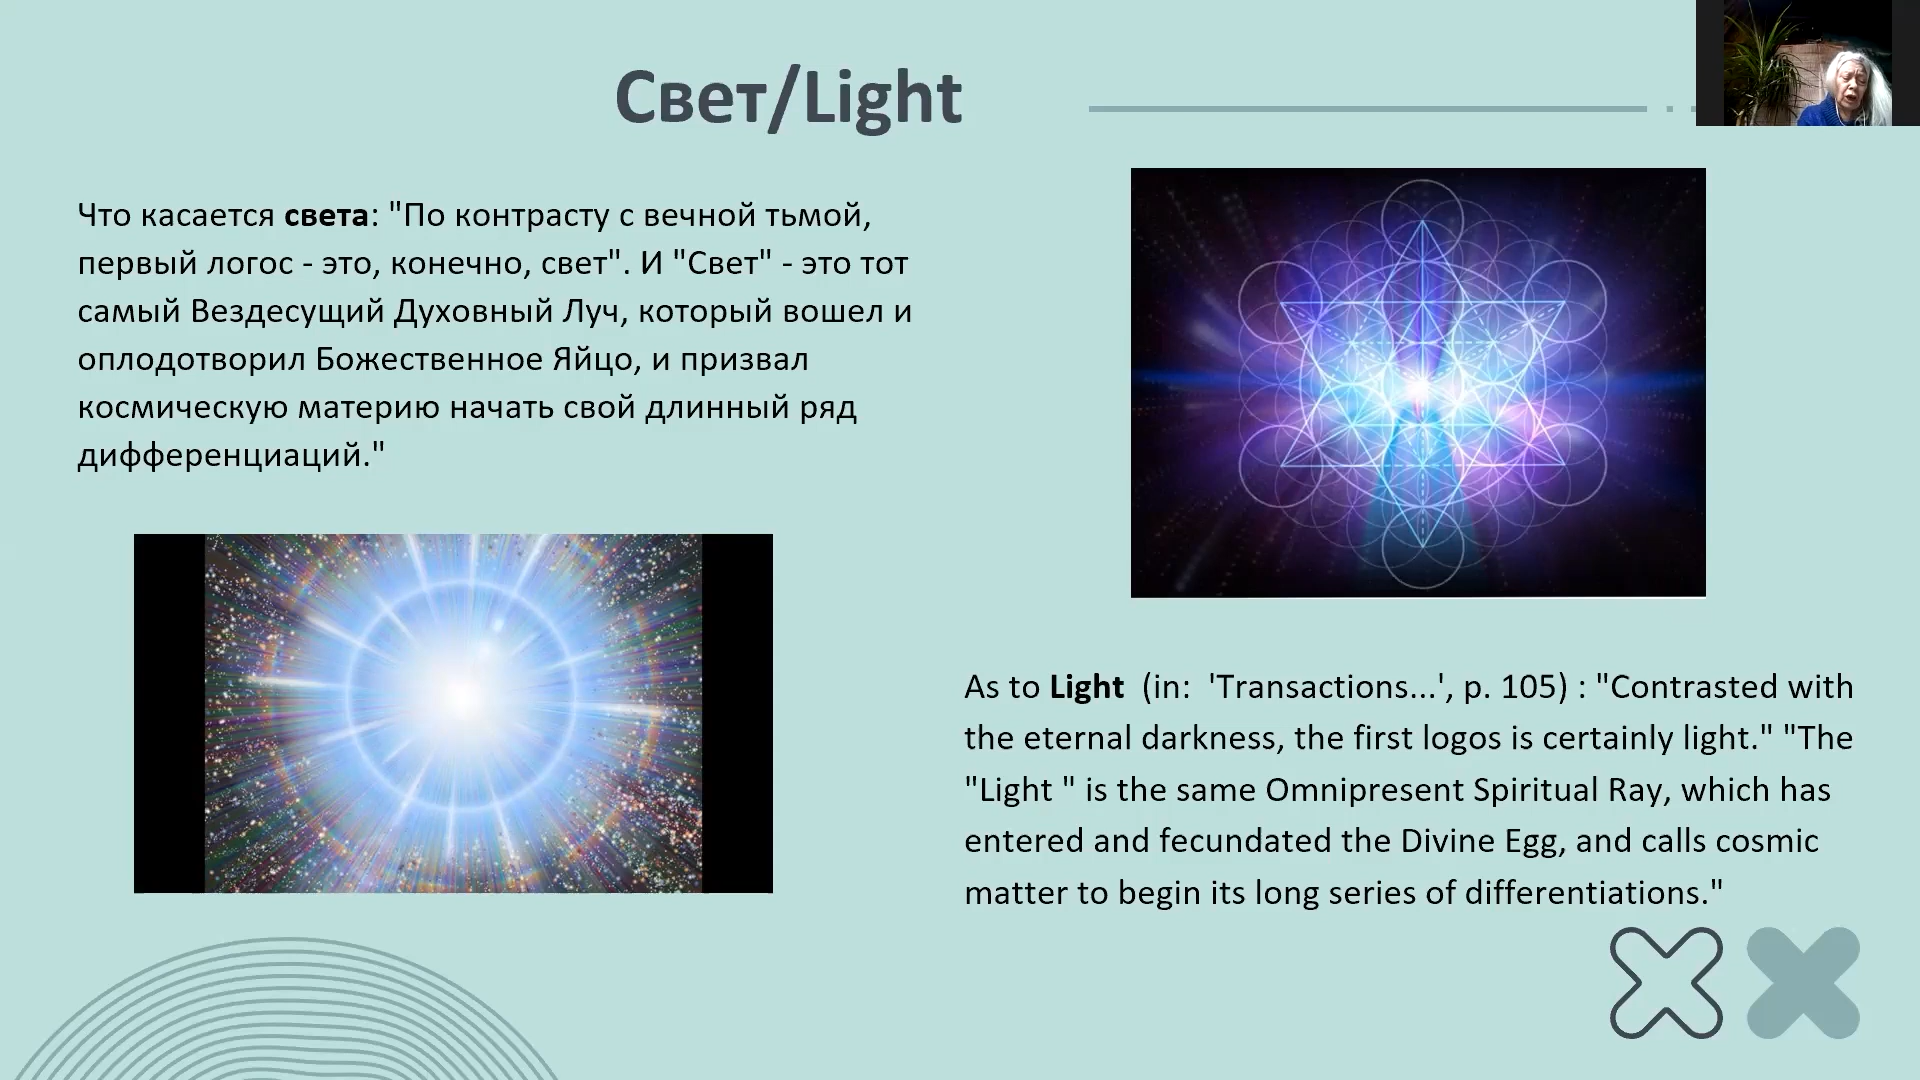 Свет/Light
Что касается света: "По контрасту с вечной тьмой,
первый логос - это, конечно, свет". И "Свет" - это тот
самый Вездесущий Духовный Луч, который вошел и
оплодотворил Божественное Яйцо, и призвал
космическую материю начать свой длинный ряд
дифференциаций."
As to Light  (in:  'Transactions...', p. 105) : "Contrasted with
the eternal darkness, the first logos is certainly light." "The
"Light " is the same Omnipresent Spiritual Ray, which has
entered and fecundated the Divine Egg, and calls cosmic
matter to begin its long series of differentiations."